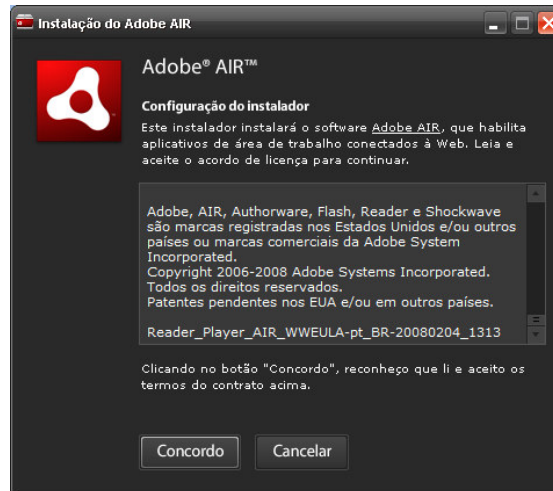 Instalação do Adobe AIR
Adobe® AIR™
Configuração do instalador
Este instalador instalará o software Adobe AIR, que habilita
aplicativos de área de trabalho conectados à Web. Leia e
aceite o acordo de licença para continuar.
Adobe, AIR, Authorware, Flash, Reader e Shockwave
são marcas registradas nos Estados Unidos e/ou outros
países ou marcas comerciais da Adobe System
Incorporated.
Copyright 2006-2008 Adobe Systems Incorporated.
Todos os direitos reservados.
Patentes pendentes nos EUA e/ou em outros países.
Reader_Player_AIR_WWEULA-pt_BR-20080204_1313
Clicando no botão "Concordo", reconheço que li e aceito os
termos do contrato acima.
Concordo
Cancelar